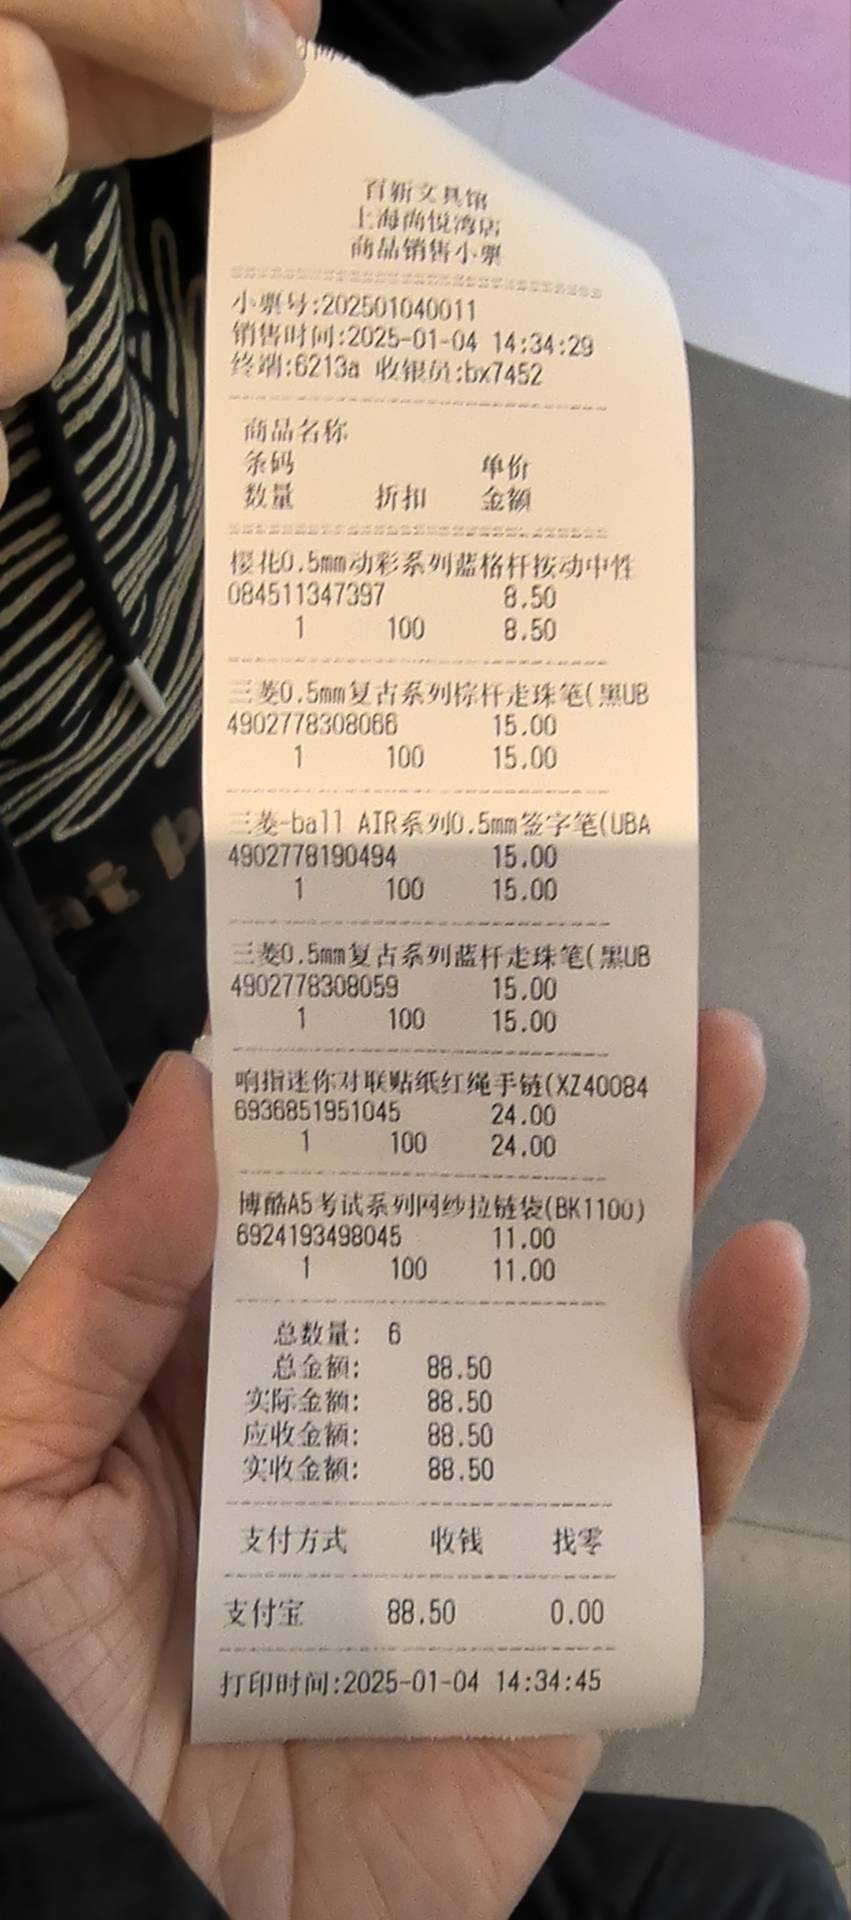 百新文具馆
上海尚悦湾店
商品销售小票
小票号:202501040011
销售时间:2025-01-04 14:34:29
终端:6213a 收银员:bx7452
商品名称
条码 单价
数量 折扣 金额
樱花0.5mm动彩系列蓝格杆按动中性
084511347397 8.50
1 100 8.50
三菱0.5mm复古系列棕杆走珠笔(黑UB
4902778308066 15.00
1 100 15.00
三菱-ball AIR系列0.5mm签字笔(UBA
4902778190494 15.00
1 100 15.00
三菱0.5mm复古系列蓝杆走珠笔(黑UB
4902778308059 15.00
1 100 15.00
响指迷你对联贴纸红绳手链(XZ40084
6936851951045 24.00
1 100 24.00
博酷A5考试系列网纱拉链袋(BK1100)
6924193498045 11.00
1 100 11.00
总数量: 6
总金额: 88.50
实际金额: 88.50
应收金额: 88.50
实收金额: 88.50
支付方式 收钱 找零
支付宝 88.50 0.00
打印时间:2025-01-04 14:34:45